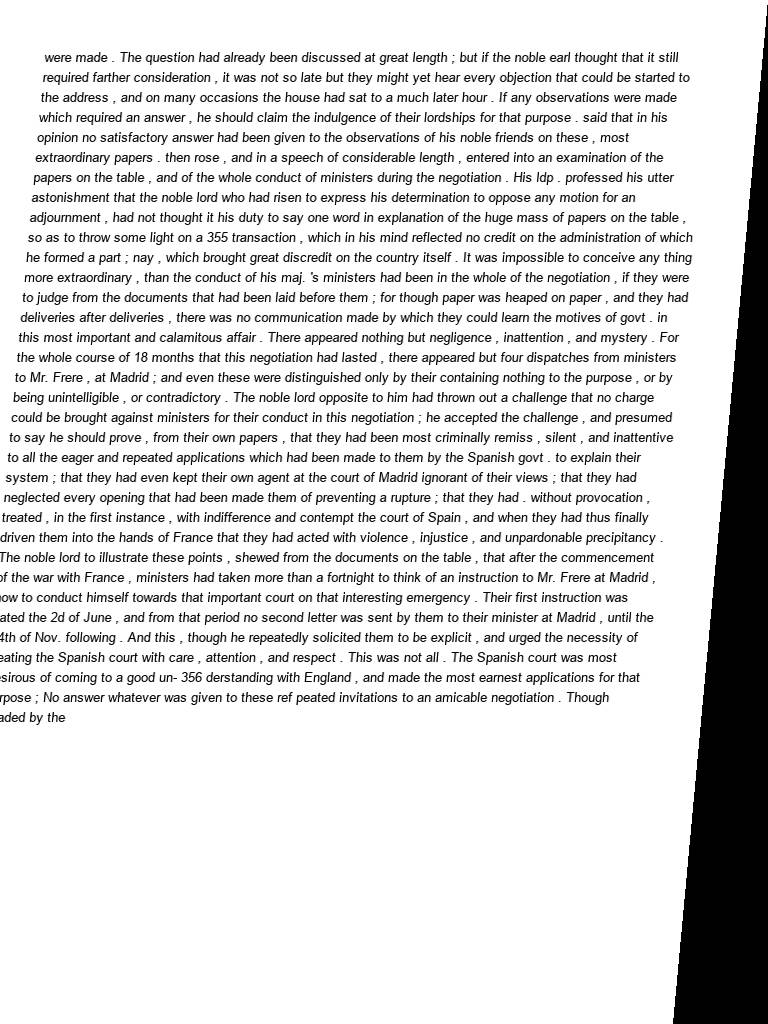 were made . The question had already been discussed at great length ; but if the noble earl thought that it still
required farther consideration , it was not so late but they might yet hear every objection that could be started to
the address , and on many occasions the house had sat to a much later hour . If any observations were made
which required an answer , he should claim the indulgence of their lordships for that purpose . said that in his
opinion no satisfactory answer had been given to the observations of his noble friends on these , most
extraordinary papers . then rose , and in a speech of considerable length , entered into an examination of the
papers on the table , and of the whole conduct of ministers during the negotiation . His ldp . professed his utter
astonishment that the noble lord who had risen to express his determination to oppose any motion for an
adjournment , had not thought it his duty to say one word in explanation of the huge mass of papers on the table ,
so as to throw some light on a 355 transaction , which in his mind reflected no credit on the administration of which
he formed a part ; nay , which brought great discredit on the country itself . It was impossible to conceive any thing
more extraordinary , than the conduct of his maj. 's ministers had been in the whole of the negotiation , if they were
to judge from the documents that had been laid before them ; for though paper was heaped on paper , and they had
deliveries after deliveries , there was no communication made by which they could learn the motives of govt . in
this most important and calamitous affair . There appeared nothing but negligence , inattention , and mystery . For
the whole course of 18 months that this negotiation had lasted , there appeared but four dispatches from ministers
to Mr. Frere , at Madrid ; and even these were distinguished only by their containing nothing to the purpose , or by
being unintelligible , or contradictory . The noble lord opposite to him had thrown out a challenge that no charge
could be brought against ministers for their conduct in this negotiation ; he accepted the challenge , and presumed
to say he should prove , from their own papers , that they had been most criminally remiss , silent , and inattentive
to all the eager and repeated applications which had been made to them by the Spanish govt . to explain their
system ; that they had even kept their own agent at the court of Madrid ignorant of their views ; that they had
neglected every opening that had been made them of preventing a rupture ; that they had . without provocation ,
treated , in the first instance , with indifference and contempt the court of Spain , and when they had thus finally
driven them into the hands of France that they had acted with violence , injustice , and unpardonable precipitancy .
The noble lord to illustrate these points , shewed from the documents on the table , that after the commencement
of the war with France , ministers had taken more than a fortnight to think of an instruction to Mr. Frere at Madrid ,
how to conduct himself towards that important court on that interesting emergency . Their first instruction was
ated the 2d of June , and from that period no second letter was sent by them to their minister at Madrid , until the
4th of Nov. following . And this , though he repeatedly solicited them to be explicit , and urged the necessity of
eating the Spanish court with care , attention , and respect . This was not all . The Spanish court was most
esirous of coming to a good un- 356 derstanding with England , and made the most earnest applications for that
rpose ; No answer whatever was given to these ref peated invitations to an amicable negotiation . Though
aded by the